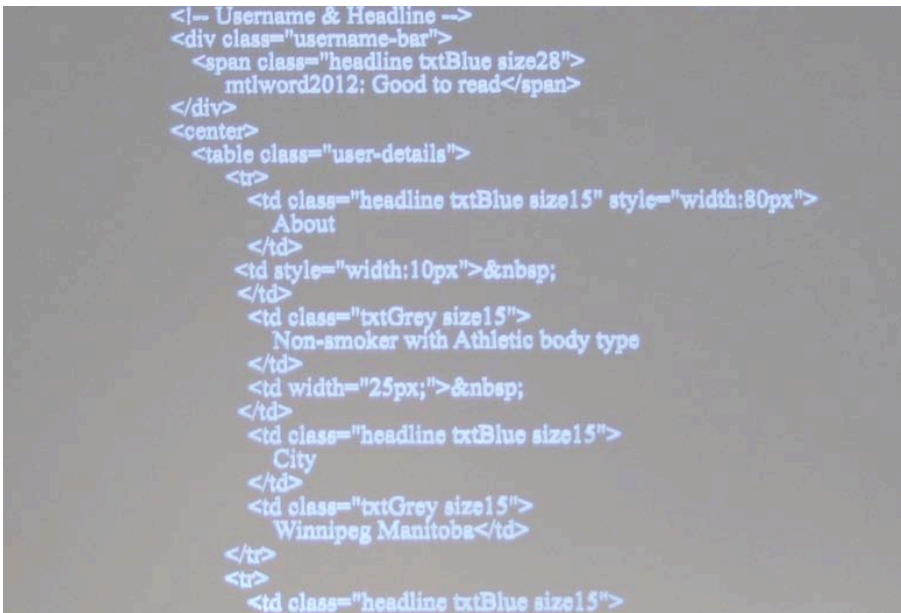 <!-- Username & Headline -->
<div class="username-bar">
<span class="headline txtBlue size28">
mtlword2012: Good to read</span>
</div>
<center>
<table class="user-details">
<tr>
<td class="headline txtBlue size15" style="width:80px">
About
</td>
<td style="width:10px">&nbsp;
</td>
<td class="txtGrey size15">
Non-smoker with Athletic body type
</td>
<td width="25px;">&nbsp;
</td>
<td class="headline txtBlue size15">
City
</td>
<td class="txtGrey size15">
Winnipeg Manitoba</td>
</tr>
<tr>
<td class="headline txtBlue size15">